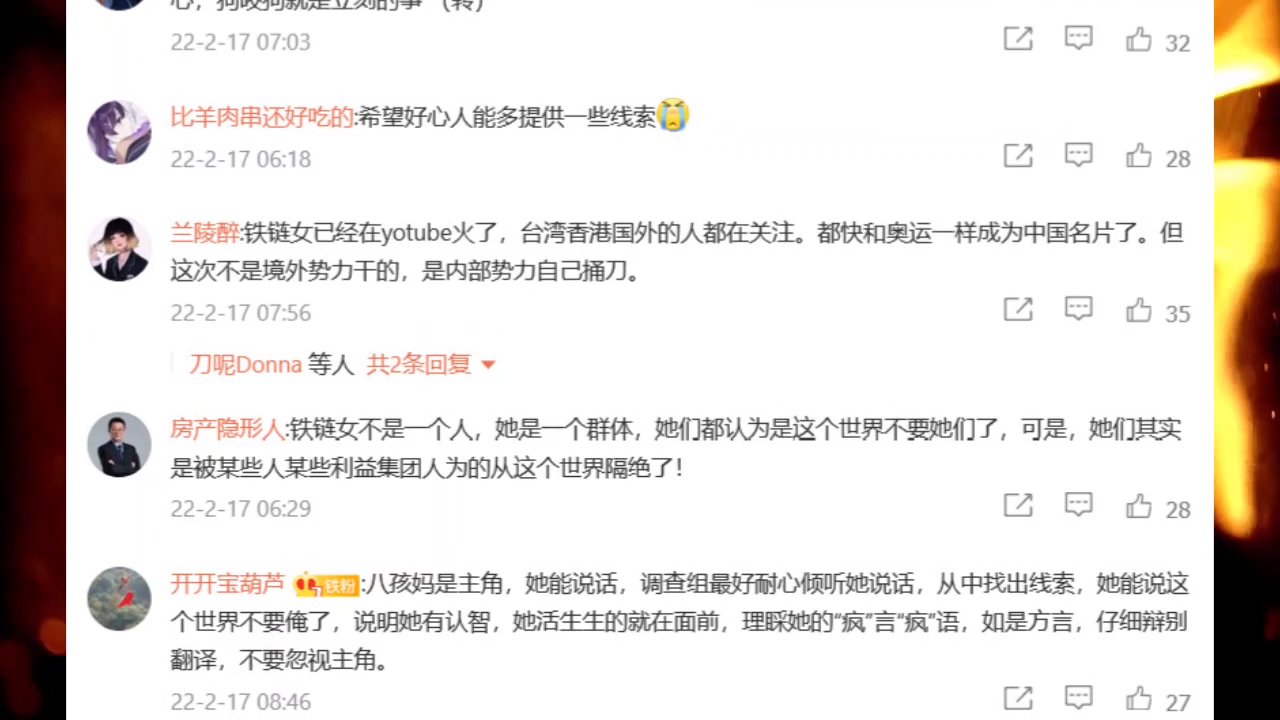 心，狗咬狗就是立刻的事 （转）
22-2-17 07:03
32
比羊肉串还好吃的:希望好心人能多提供一些线索
22-2-17 06:18
28
兰陵醉:铁链女已经在yotube火了，台湾香港国外的人都在关注。都快和奥运一样成为中国名片了。但
这次不是境外势力干的，是内部势力自己捅刀。
22-2-17 07:56
35
刀呢Donna 等人 共2条回复
房产隐形人:铁链女不是一个人，她是一个群体，她们都认为是这个世界不要她们了，可是，她们其实
是被某些人某些利益集团人为的从这个世界隔绝了！
22-2-17 06:29
28
开开宝葫芦 铁粉:八孩妈是主角，她能说话，调查组最好耐心倾听她说话，从中找出线索，她能说这
个世界不要俺了，说明她有认智，她活生生的就在面前，理睬她的“疯”言“疯”语，如是方言，仔细辩别
翻译，不要忽视主角。
22-2-17 08:46
27